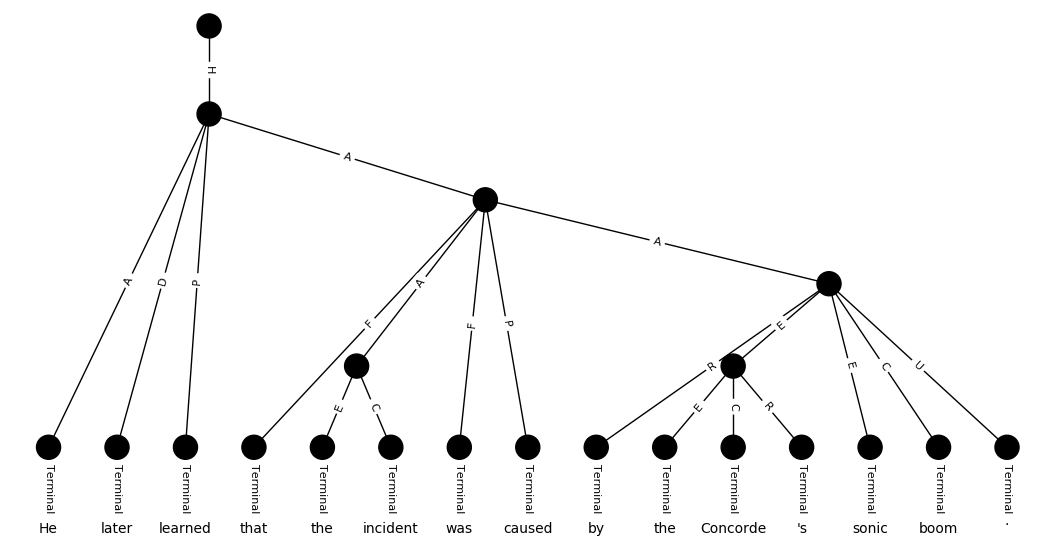 H
A
A
A
D
P
A
F
F
P
E
R
E
C
U
E
C
E
C
R
Terminal Terminal Terminal Terminal Terminal Terminal Terminal Terminal Terminal Terminal Terminal Terminal Terminal Terminal Terminal
He later learned that the incident was caused by the Concorde 's sonic boom .